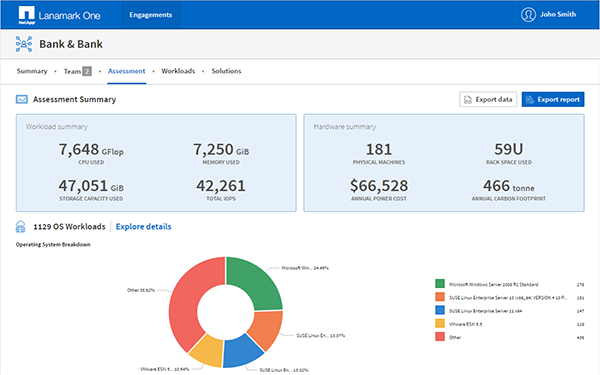 NetApp
Lanamark One
Engagements
John Smith
Bank & Bank
Summary • Team 2 • Assessment • Workloads • Solutions
Assessment Summary
Export data
Export report
Workload summary
7,648 GFlop
CPU USED
7,250 GiB
MEMORY USED
47,051 GiB
STORAGE CAPACITY USED
42,261
TOTAL IOPS
Hardware summary
181
PHYSICAL MACHINES
59U
RACK SPACE USED
$66,528
ANNUAL POWER COST
466 tonne
ANNUAL CARBON FOOTPRINT
1129 OS Workloads | Explore details
Operating System Breakdown
Microsoft Win... 24.45%
Other 38.62%
SUSE Linux En... 13.37%
VMware ESXi 5... 10.54%
SUSE Linux En... 13.02%
Microsoft Windows Server 2008 R2 Standard 276
SUSE Linux Enterprise Server 10 (x86_64) VERSION = 10 P... 151
SUSE Linux Enterprise Server 11 x64 147
VMware ESXi 5.5 119
Other 436